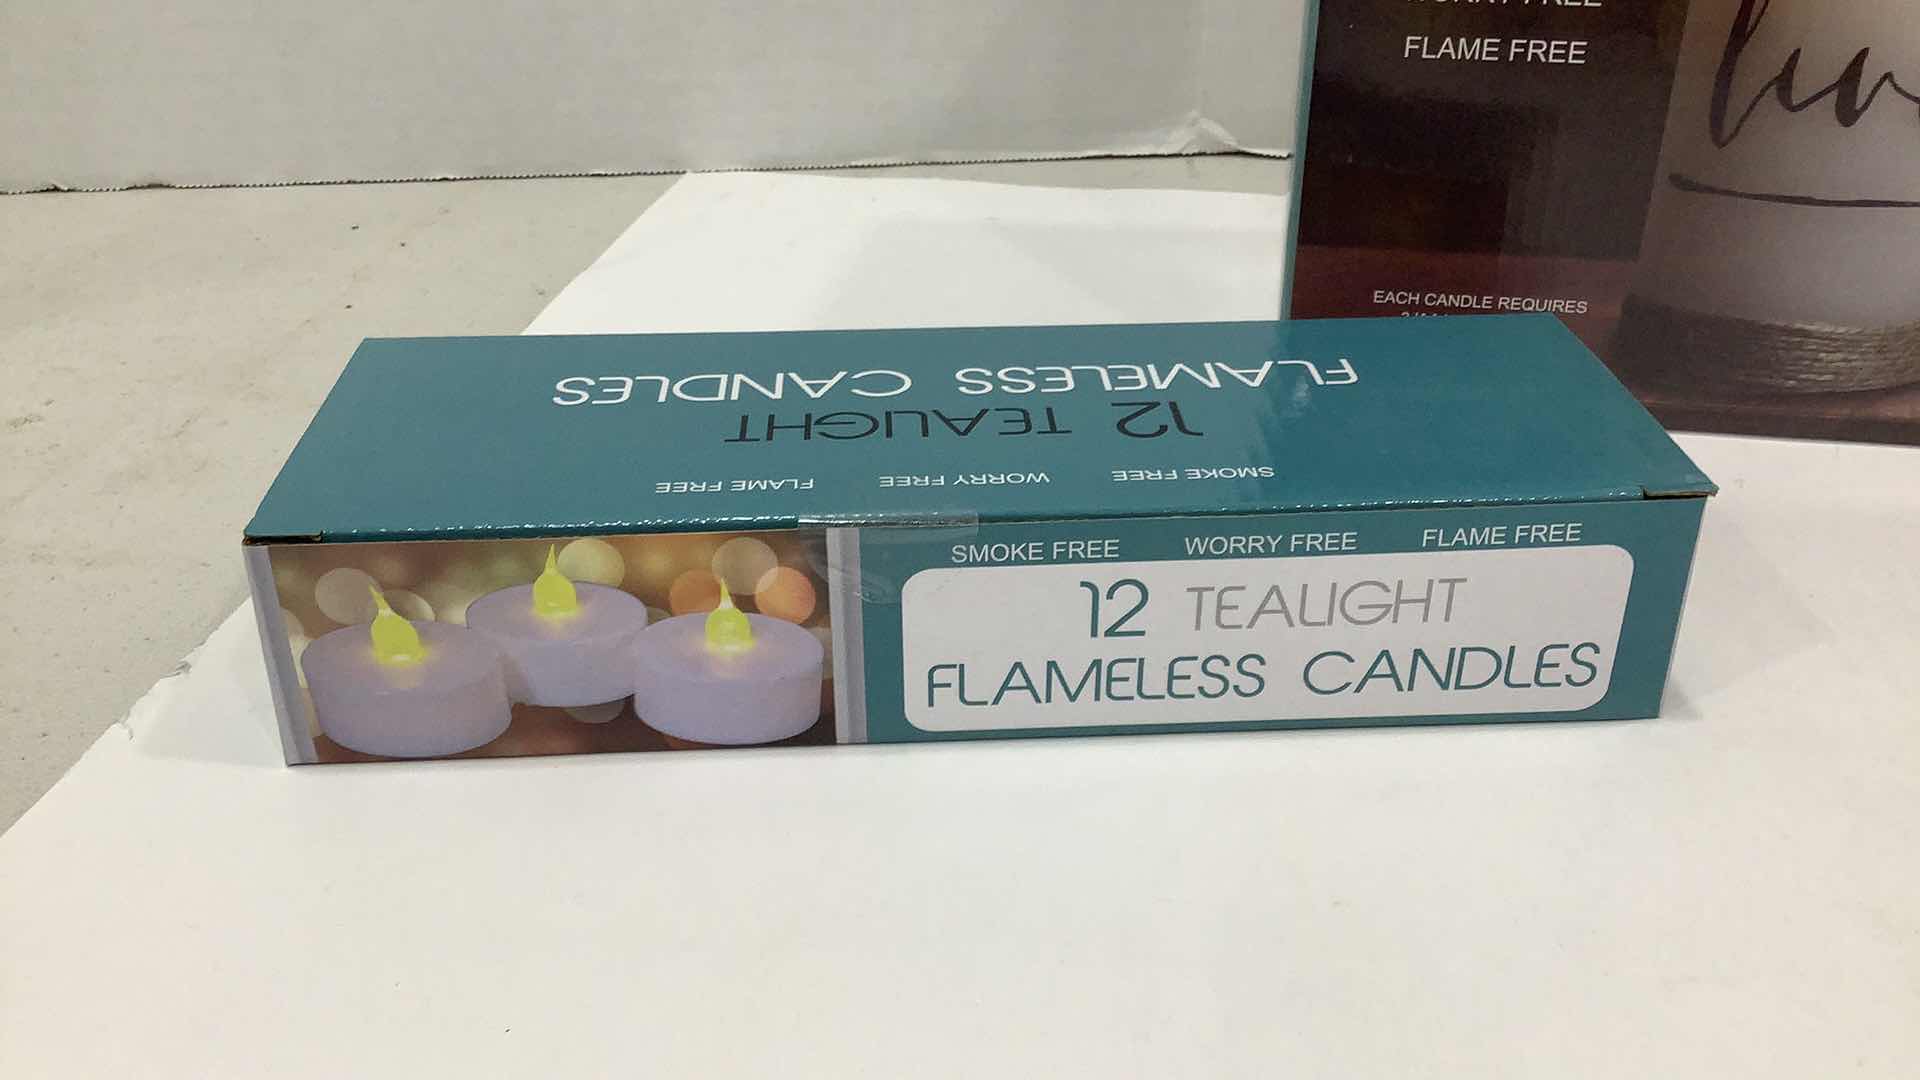 FLAME FREE
live
EACH CANDLE REQUIRES
FLAMELESS CANDLES
12 TEALIGHT
SMOKE FREE WORRY FREE FLAME FREE
SMOKE FREE WORRY FREE FLAME FREE
12 TEALIGHT
FLAMELESS CANDLES